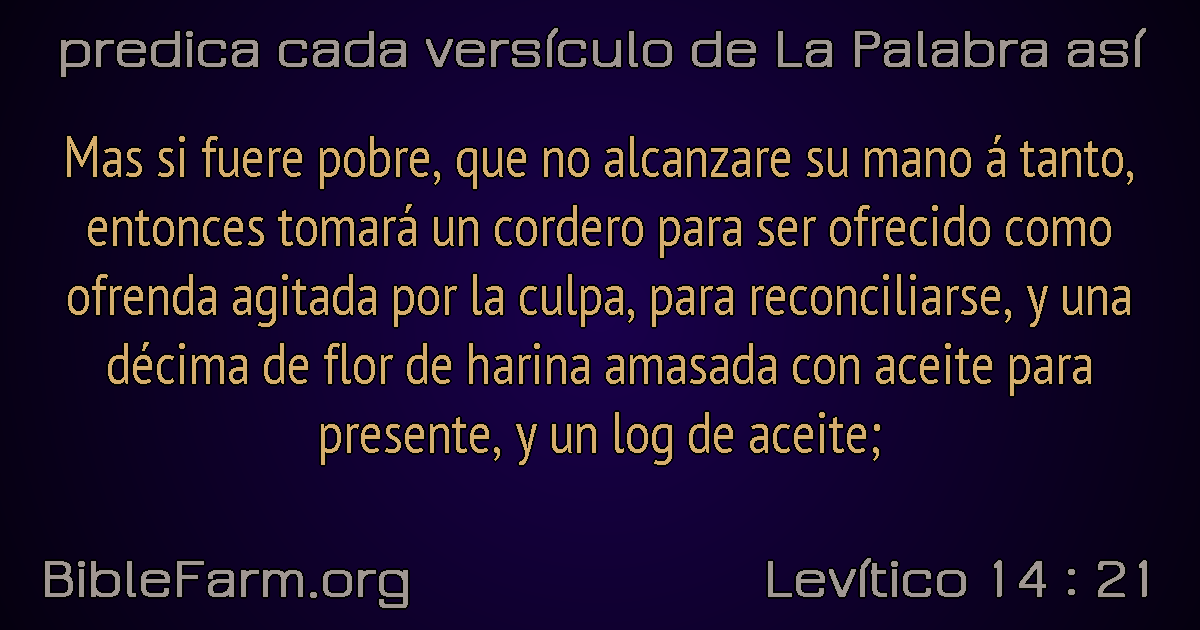 predica cada versículo de La Palabra así
Mas si fuere pobre, que no alcanzare su mano á tanto,
entonces tomará un cordero para ser ofrecido como
ofrenda agitada por la culpa, para reconciliarse, y una
décima de flor de harina amasada con aceite para
presente, y un log de aceite;
BibleFarm.org
Levítico 14 : 21